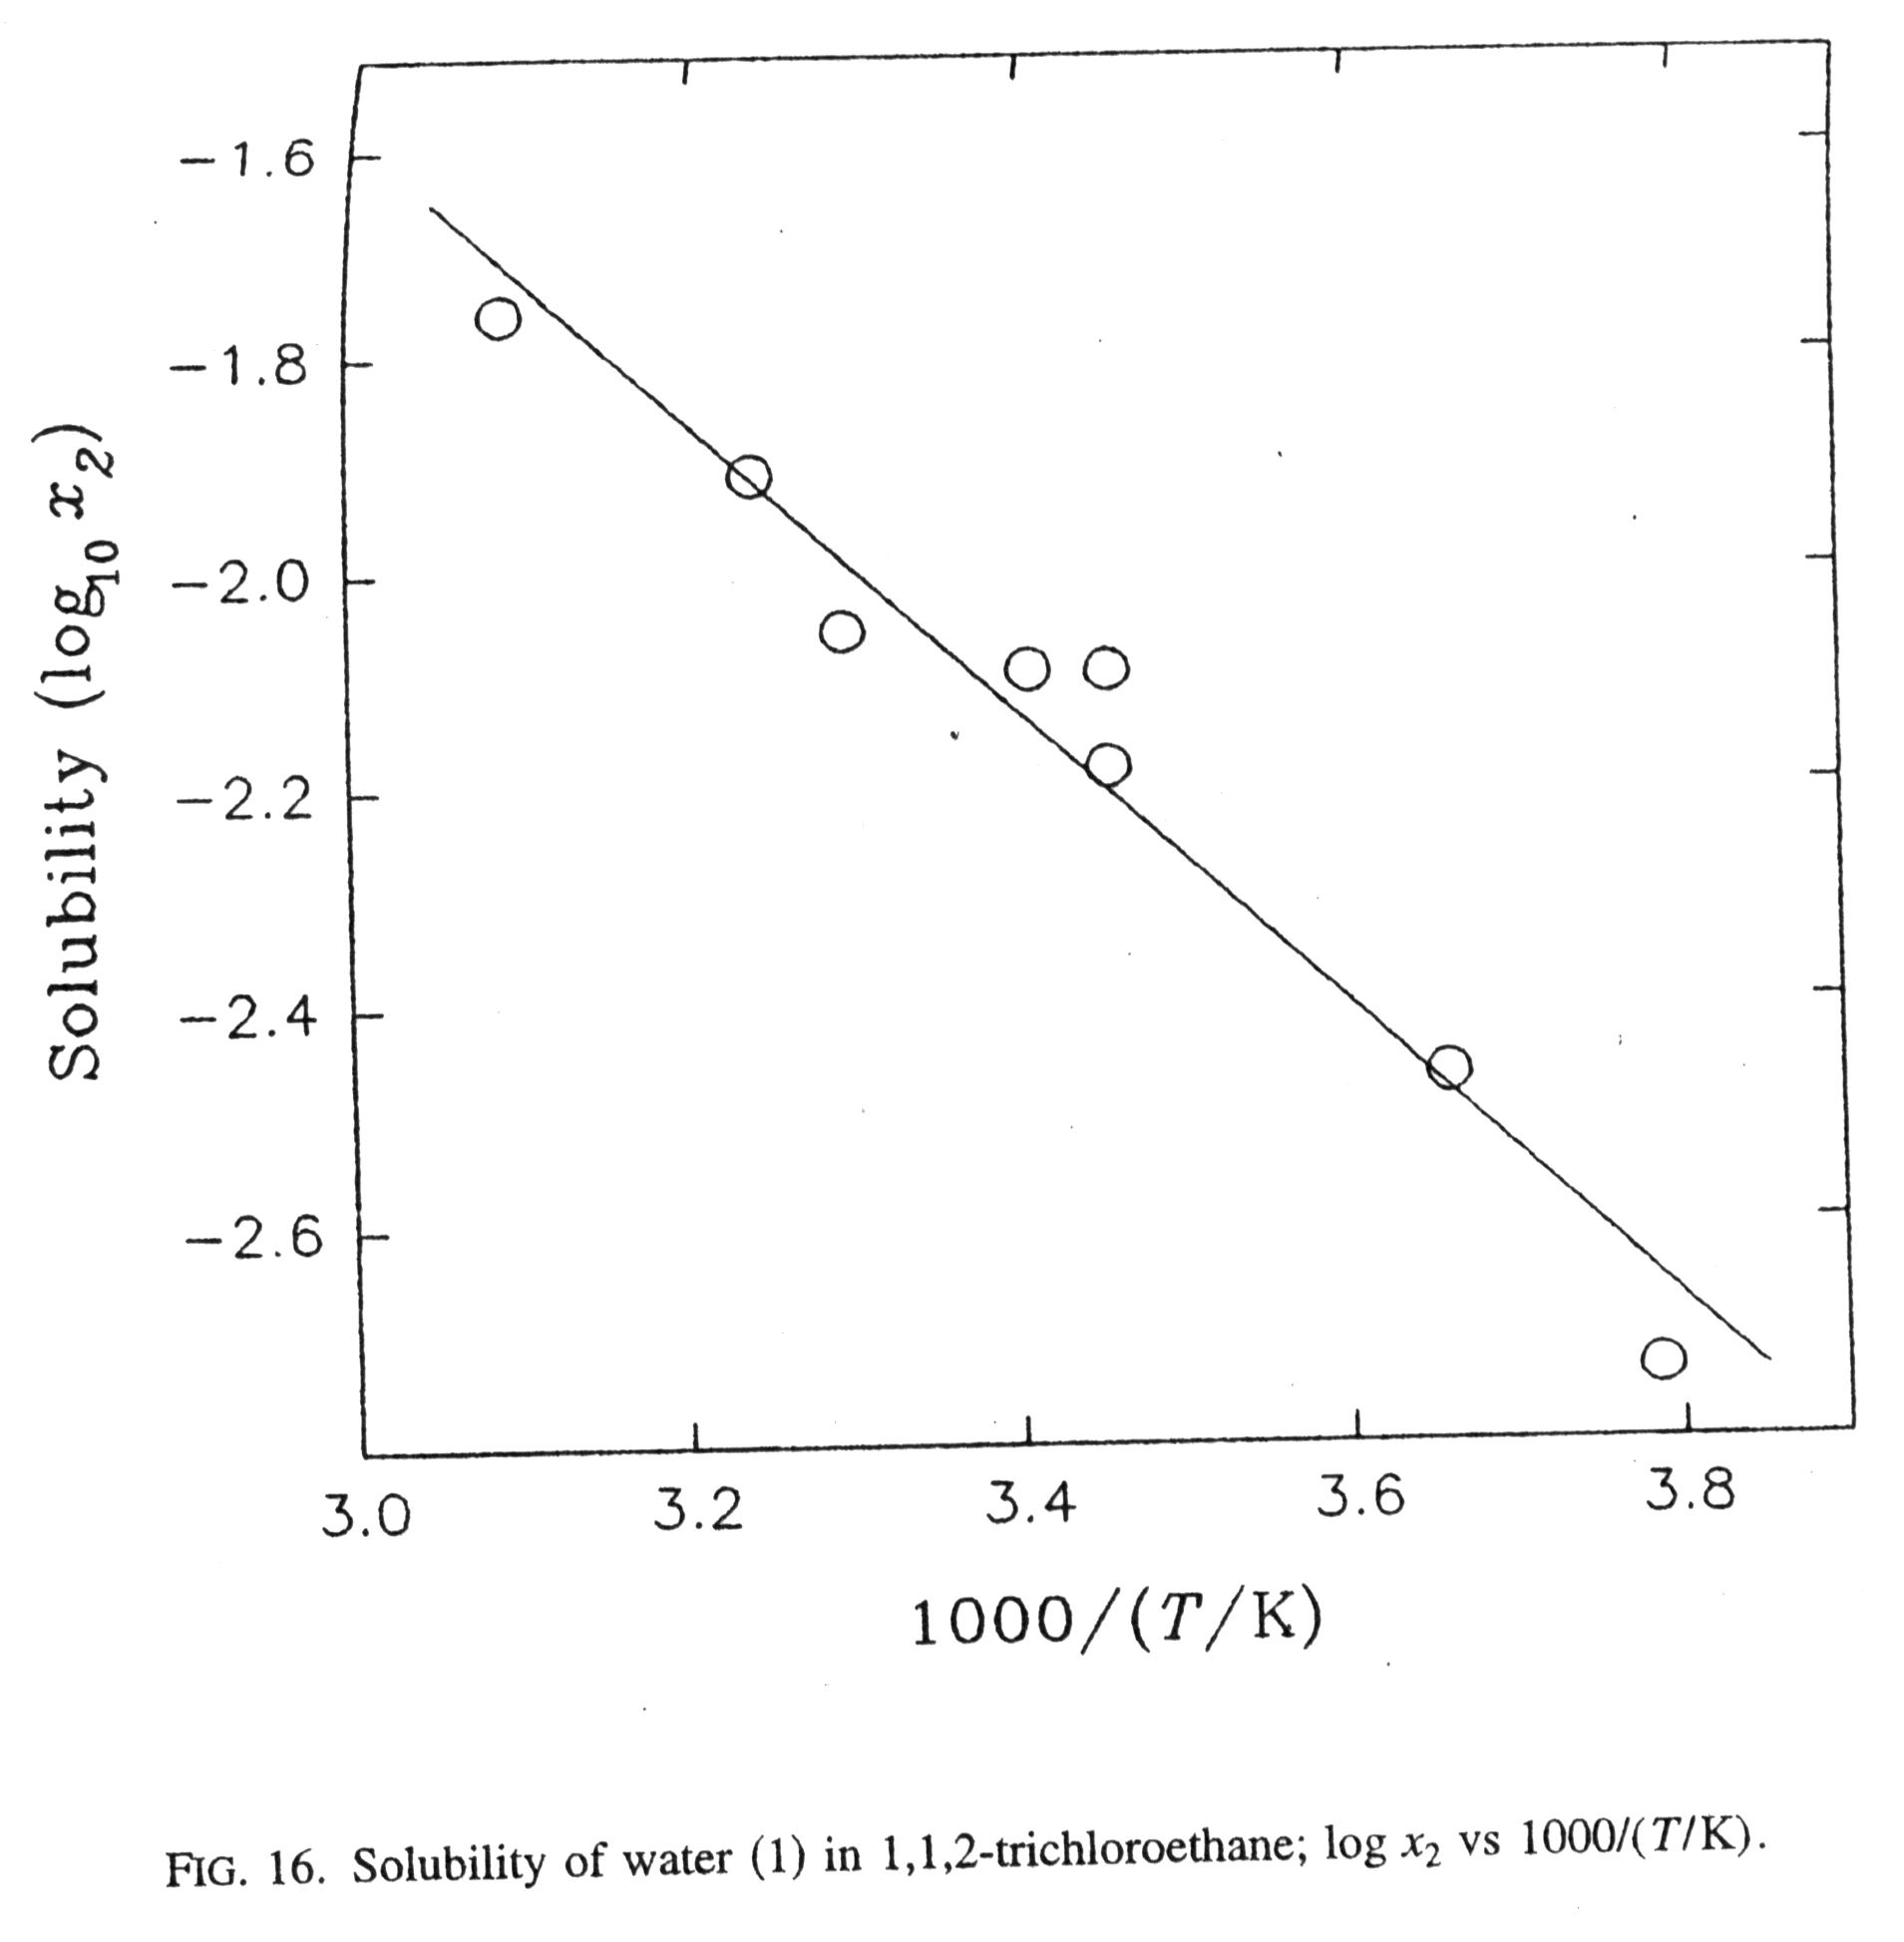 −1.6
−1.8
−2.0
−2.2
−2.4
−2.6
Solubility (log₁₀ x₂)
3.0 3.2 3.4 3.6 3.8
1000/(T/K)
FIG. 16. Solubility of water (1) in 1,1,2-trichloroethane; log x₂ vs 1000/(T/K).